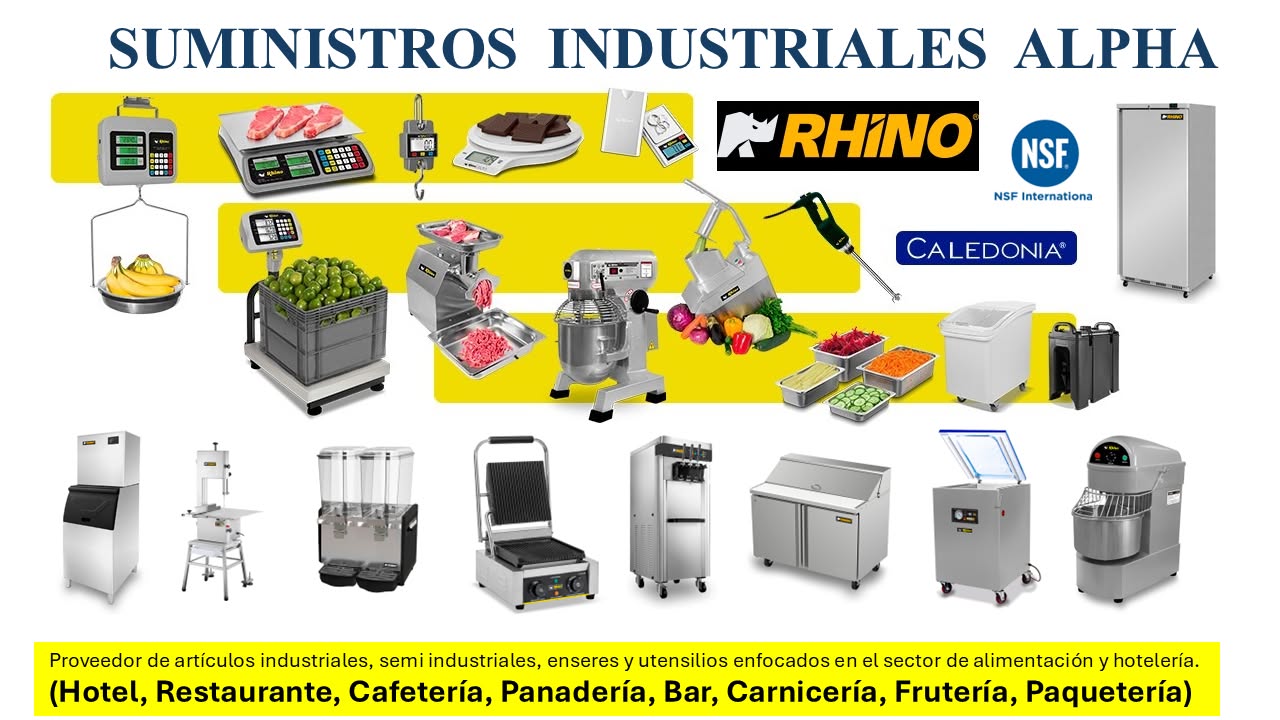 SUMINISTROS INDUSTRIALES ALPHA
RHINO®
NSF®
NSF Internationa
CALEDONIA®
Proveedor de artículos industriales, semi industriales, enseres y utensilios enfocados en el sector de alimentación y hotelería.
(Hotel, Restaurante, Cafetería, Panadería, Bar, Carnicería, Frutería, Paquetería)